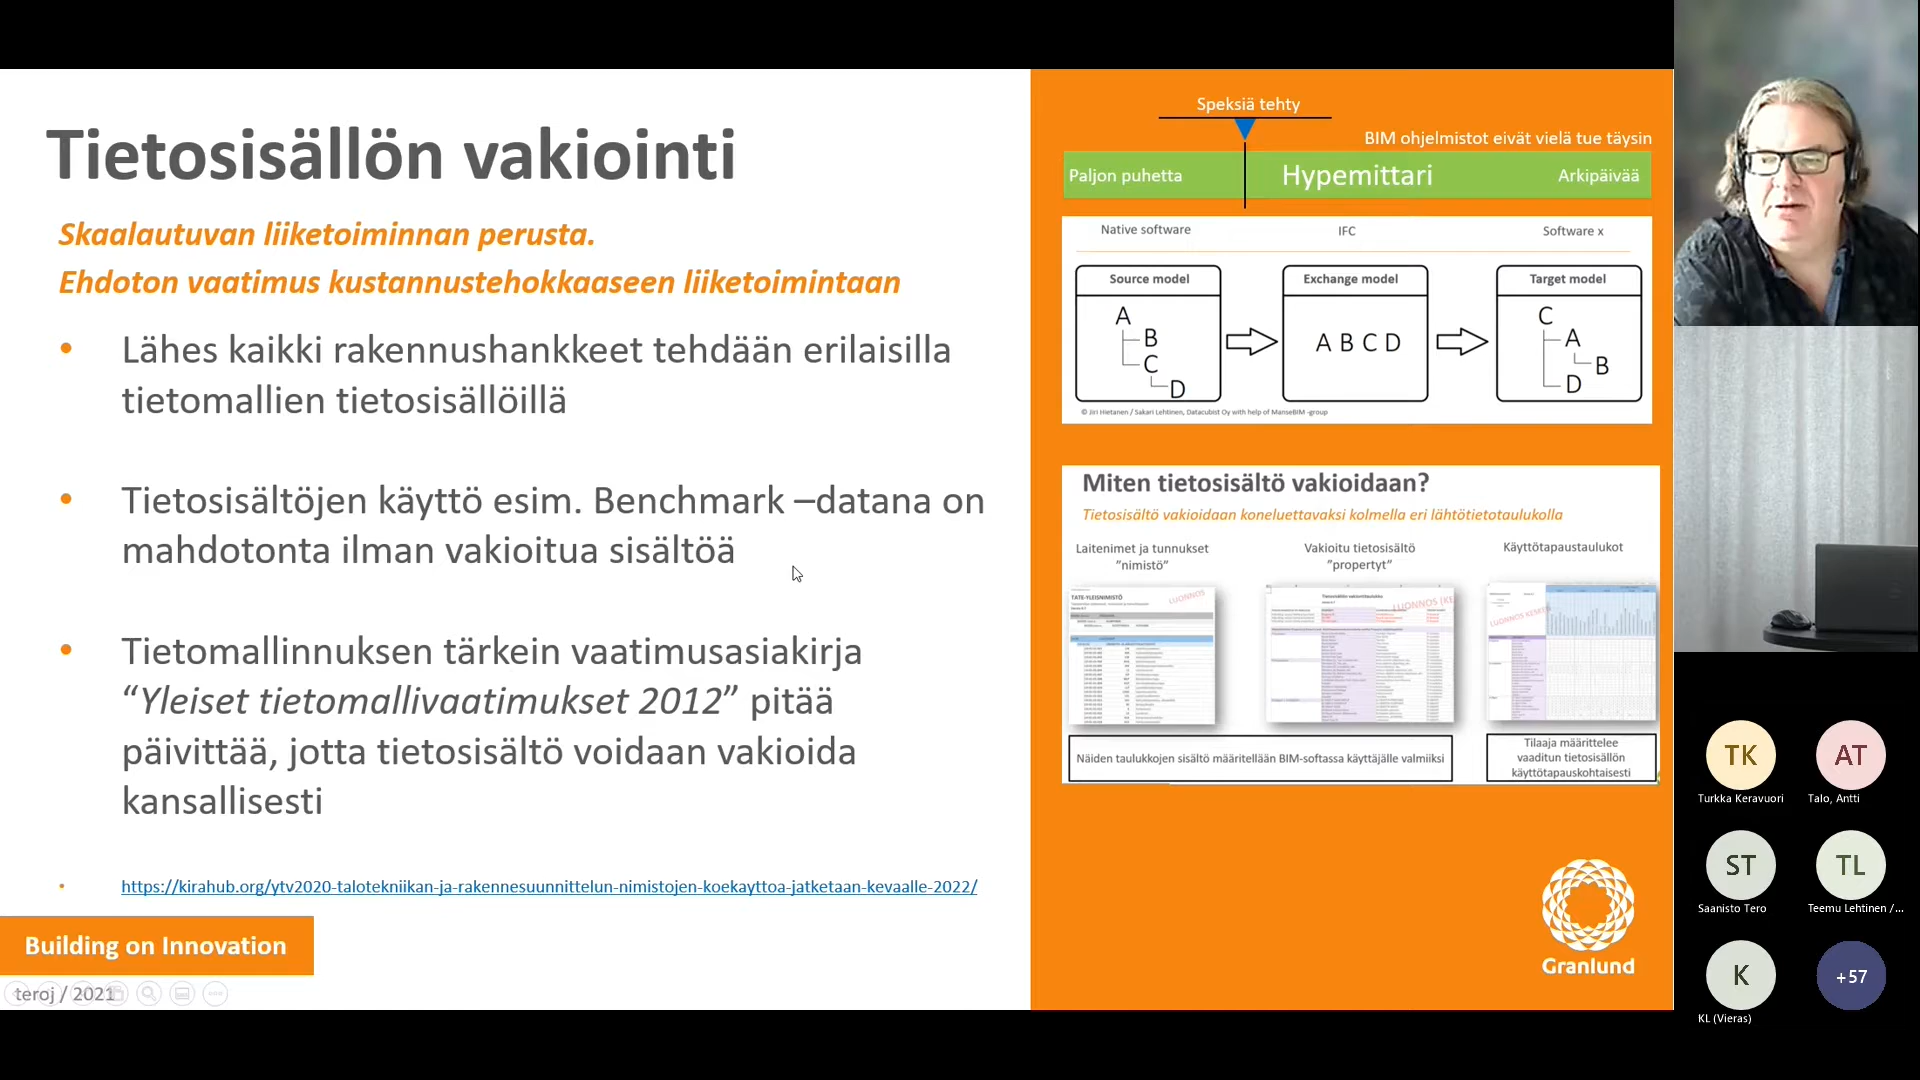 Tietosisällön vakiointi
Skaalautuvan liiketoiminnan perusta.
Ehdoton vaatimus kustannustehokkaaseen liiketoimintaan
• Lähes kaikki rakennushankkeet tehdään erilaisilla
tietomallien tietosisällöillä
• Tietosisältöjen käyttö esim. Benchmark –datana on
mahdotonta ilman vakioitua sisältöä
• Tietomallinnuksen tärkein vaatimusasiakirja
“Yleiset tietomallivaatimukset 2012” pitää
päivittää, jotta tietosisältö voidaan vakioida
kansallisesti
• https://kirahub.org/ytv2020-talotekniikan-ja-rakennesuunnittelun-nimistojen-koekayttoa-jatketaan-kevaalle-2022/
Building on Innovation
teroj / 2021
Speksiä tehty
BIM ohjelmistot eivät vielä tue täysin
Paljon puhetta Hypemittari Arkipäivää
Native software IFC Software x
Source model
A
B
C
D
Exchange model
A B C D
Target model
C
A
B
D
© Jiri Hietanen / Sakari Lehtinen, Datacubist Oy with help of ManseBIM -group
Miten tietosisältö vakioidaan?
Tietosisältö vakioidaan koneluettavaksi kolmella eri lähtötietotaulukolla
Laitenimet ja tunnukset
”nimistö”
Vakioitu tietosisältö
”propertyt”
Käyttötapaustaulukot
TATE-YLEISNIMISTÖ
LUONNOS
Tietosisällön vakiointitaulukko
LUONNOS
Näiden taulukkojen sisältö määritellään BIM-softassa käyttäjälle valmiiksi
Tilaaja määrittelee
vaaditun tietosisällön
käyttötapauskohtaisesti
Granlund
TK
Turkka Keravuori
AT
Talo, Antti
ST
Saanisto Tero
TL
Teemu Lehtinen /...
K
KL (Vieras)
+57